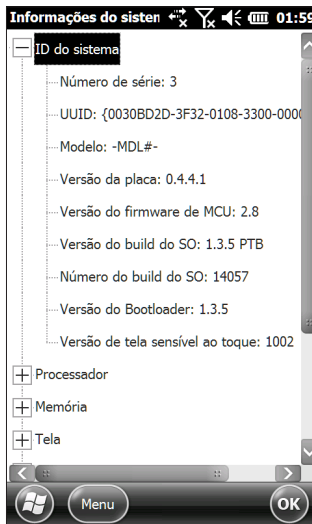 Informações do sisten 01:59
ID do sistema
Número de série: 3
UUID: {0030BD2D-3F32-0108-3300-0000
Modelo: -MDL#-
Versão da placa: 0.4.4.1
Versão do firmware de MCU: 2.8
Versão do build do SO: 1.3.5 PTB
Número do build do SO: 14057
Versão do Bootloader: 1.3.5
Versão de tela sensível ao toque: 1002
Processador
Memória
Tela
Menu OK